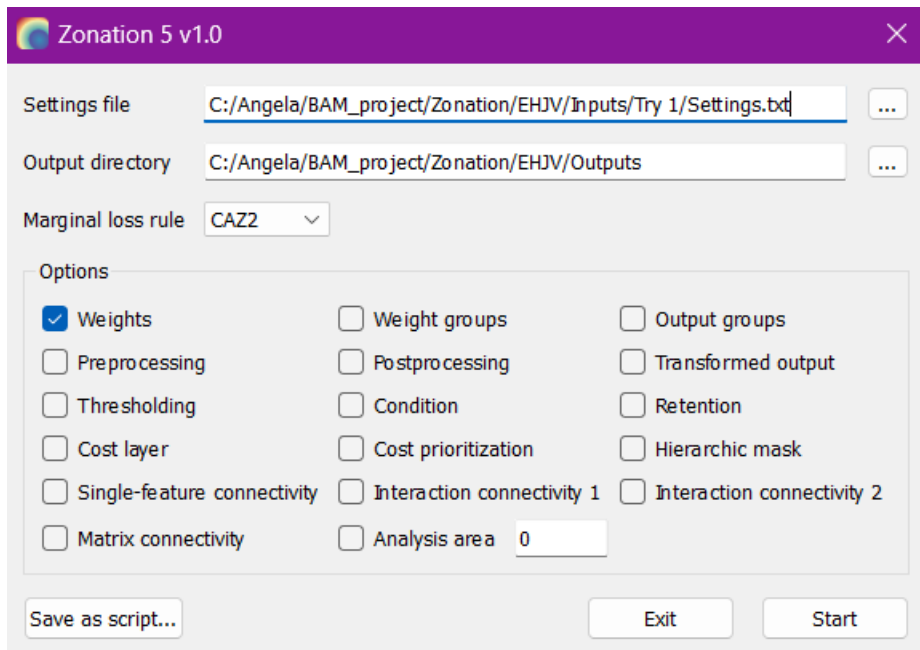 Zonation 5 v1.0
Settings file C:/Angela/BAM_project/Zonation/EHJV/Inputs/Try 1/Settings.txt ...
Output directory C:/Angela/BAM_project/Zonation/EHJV/Outputs ...
Marginal loss rule CAZ2
Options
Weights Weight groups Output groups
Preprocessing Postprocessing Transformed output
Thresholding Condition Retention
Cost layer Cost prioritization Hierarchic mask
Single-feature connectivity Interaction connectivity 1 Interaction connectivity 2
Matrix connectivity Analysis area 0
Save as script... Exit Start